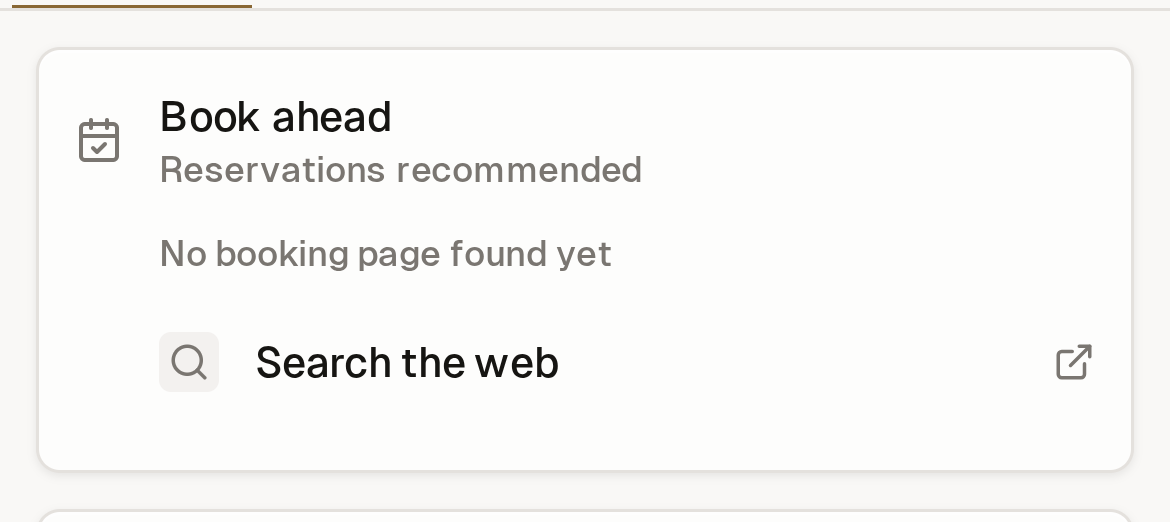 Book ahead
Reservations recommended
No booking page found yet
Search the web